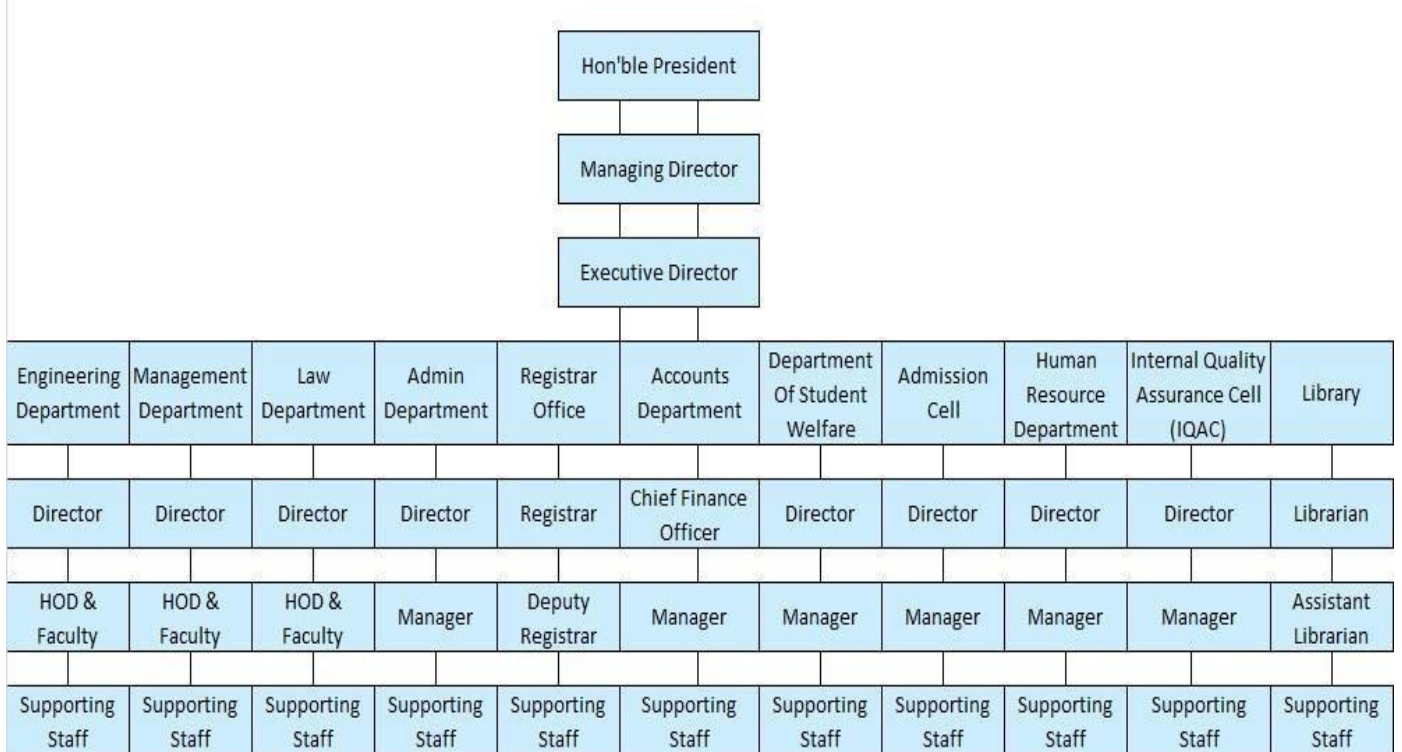 Hon'ble President
Managing Director
Executive Director
Engineering
Department
Management
Department
Law
Department
Admin
Department
Registrar
Office
Accounts
Department
Department
Of Student
Welfare
Admission
Cell
Human
Resource
Department
Internal Quality
Assurance Cell
(IQAC)
Library
Director
Director
Director
Director
Registrar
Chief Finance
Officer
Director
Director
Director
Director
Librarian
HOD &
Faculty
HOD &
Faculty
HOD &
Faculty
Manager
Deputy
Registrar
Manager
Manager
Manager
Manager
Manager
Assistant
Librarian
Supporting
Staff
Supporting
Staff
Supporting
Staff
Supporting
Staff
Supporting
Staff
Supporting
Staff
Supporting
Staff
Supporting
Staff
Supporting
Staff
Supporting
Staff
Supporting
Staff